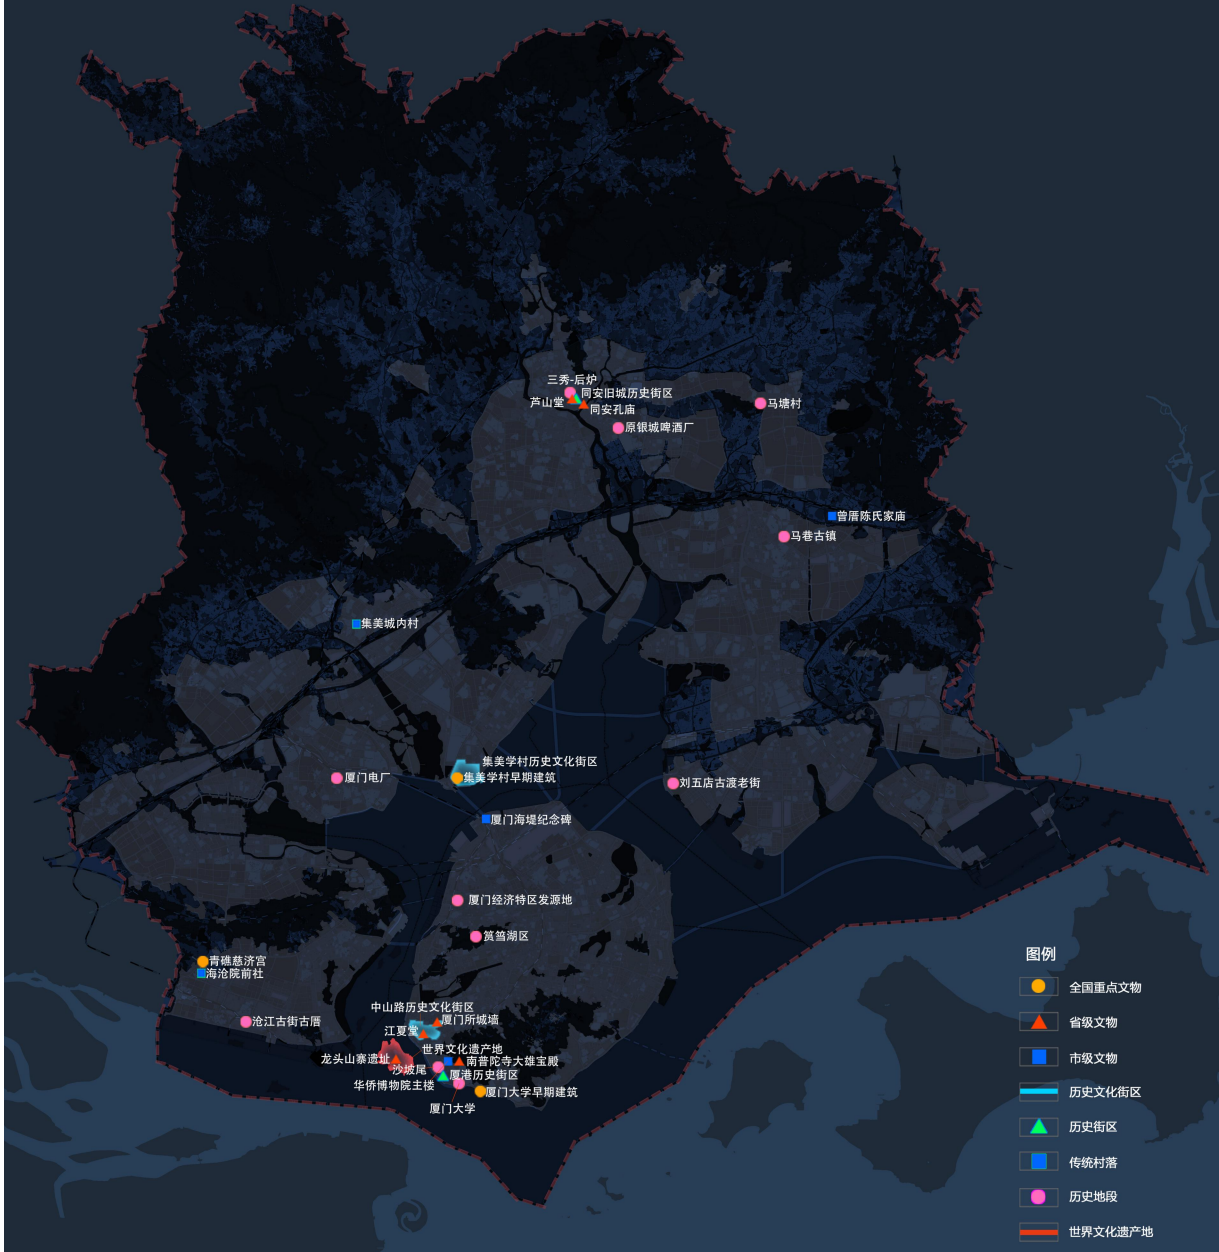 三秀-后炉
同安旧城历史街区
芦山堂
同安孔庙
马塘村
原银城啤酒厂
曾厝陈氏家庙
马巷古镇
集美城内村
集美学村历史文化街区
厦门电厂
集美学村早期建筑
刘五店古渡老街
厦门海堤纪念碑
厦门经济特区发源地
筼筜湖区
青礁慈济宫
海沧院前社
沧江古街古厝
中山路历史文化街区
厦门所城墙
江夏堂
世界文化遗产地
龙头山寨遗址
南普陀寺大雄宝殿
沙坡尾
厦港历史街区
华侨博物院主楼
厦门大学早期建筑
厦门大学
图例
全国重点文物
省级文物
市级文物
历史文化街区
历史街区
传统村落
历史地段
世界文化遗产地